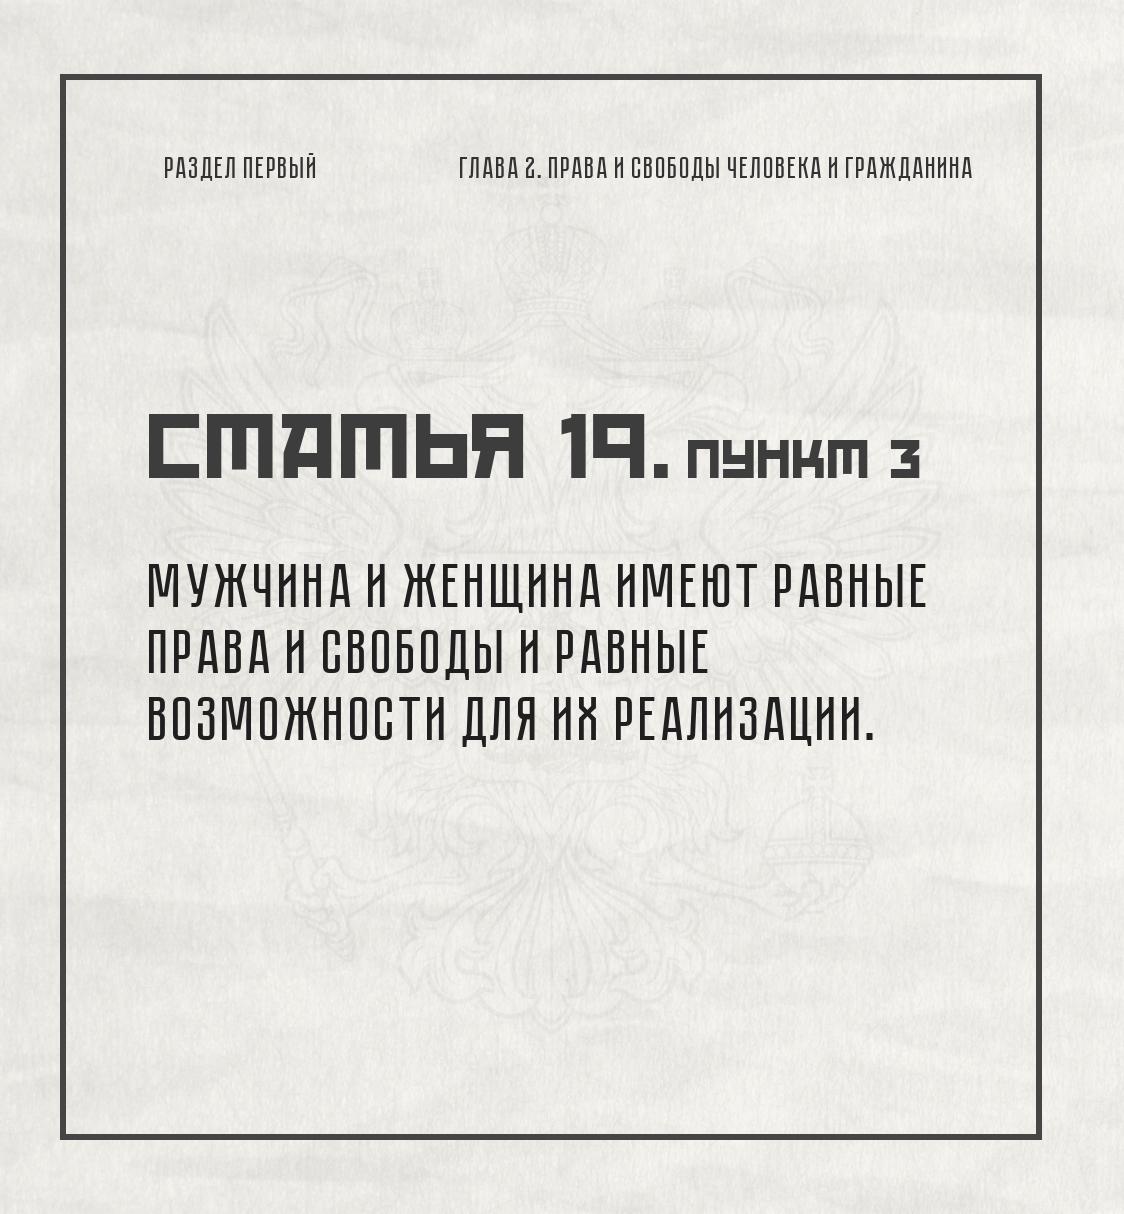 РАЗДЕЛ ПЕРВЫЙ ГЛАВА 2. ПРАВА И СВОБОДЫ ЧЕЛОВЕКА И ГРАЖДАНИНА
СТАТЬЯ 19. ПУНКТ 3
МУЖЧИНА И ЖЕНЩИНА ИМЕЮТ РАВНЫЕ
ПРАВА И СВОБОДЫ И РАВНЫЕ
ВОЗМОЖНОСТИ ДЛЯ ИХ РЕАЛИЗАЦИИ.